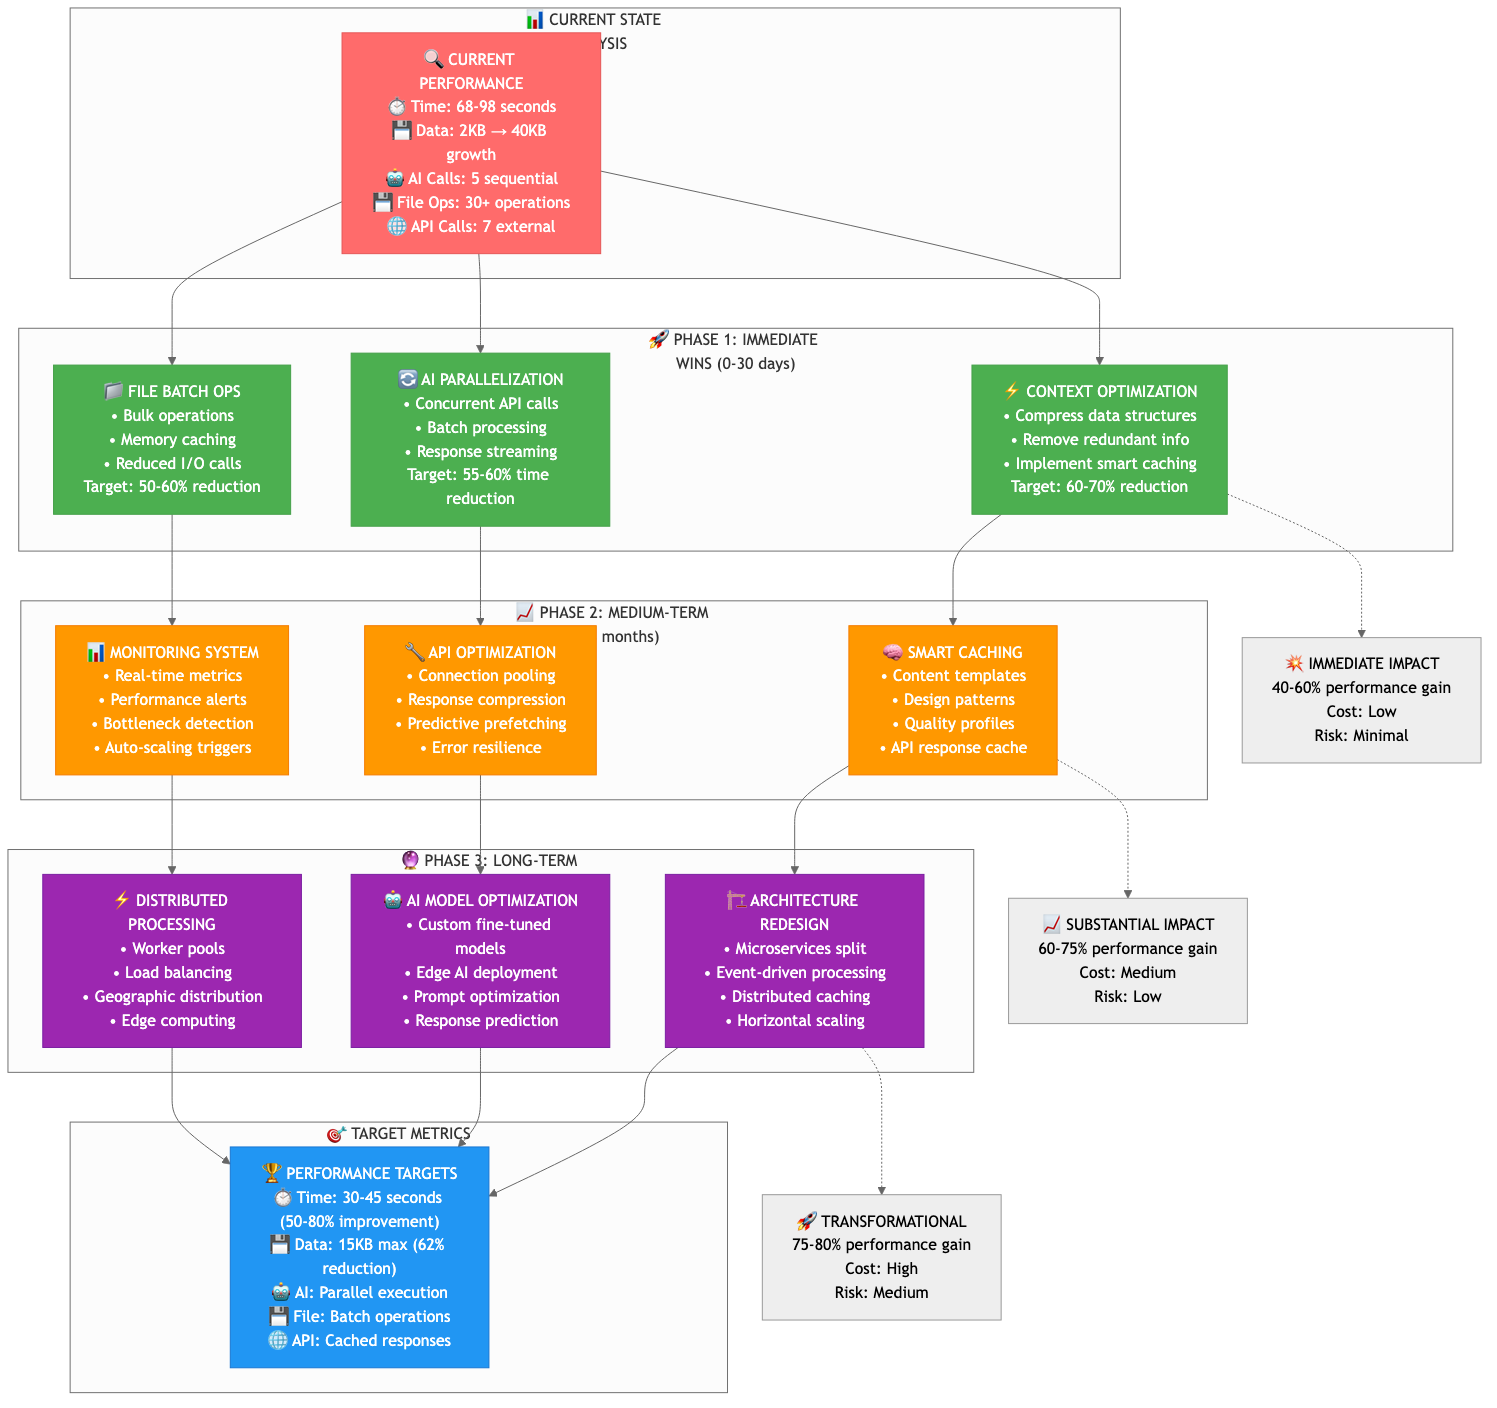 📊 CURRENT STATE
YSIS
🔍 CURRENT
PERFORMANCE
⏱️ Time: 68-98 seconds
💾 Data: 2KB → 40KB
growth
🤖 AI Calls: 5 sequential
💾 File Ops: 30+ operations
🌐 API Calls: 7 external
🚀 PHASE 1: IMMEDIATE
WINS (0-30 days)
📁 FILE BATCH OPS
• Bulk operations
• Memory caching
• Reduced I/O calls
Target: 50-60% reduction
🔄 AI PARALLELIZATION
• Concurrent API calls
• Batch processing
• Response streaming
Target: 55-60% time
reduction
⚡ CONTEXT OPTIMIZATION
• Compress data structures
• Remove redundant info
• Implement smart caching
Target: 60-70% reduction
📈 PHASE 2: MEDIUM-TERM
months)
📊 MONITORING SYSTEM
• Real-time metrics
• Performance alerts
• Bottleneck detection
• Auto-scaling triggers
🔧 API OPTIMIZATION
• Connection pooling
• Response compression
• Predictive prefetching
• Error resilience
🧠 SMART CACHING
• Content templates
• Design patterns
• Quality profiles
• API response cache
💥 IMMEDIATE IMPACT
40-60% performance gain
Cost: Low
Risk: Minimal
🔮 PHASE 3: LONG-TERM
⚡ DISTRIBUTED
PROCESSING
• Worker pools
• Load balancing
• Geographic distribution
• Edge computing
🤖 AI MODEL OPTIMIZATION
• Custom fine-tuned
models
• Edge AI deployment
• Prompt optimization
• Response prediction
🏗️ ARCHITECTURE
REDESIGN
• Microservices split
• Event-driven processing
• Distributed caching
• Horizontal scaling
📈 SUBSTANTIAL IMPACT
60-75% performance gain
Cost: Medium
Risk: Low
🎯 TARGET METRICS
🏆 PERFORMANCE TARGETS
⏱️ Time: 30-45 seconds
(50-80% improvement)
💾 Data: 15KB max (62%
reduction)
🤖 AI: Parallel execution
💾 File: Batch operations
🌐 API: Cached responses
🚀 TRANSFORMATIONAL
75-80% performance gain
Cost: High
Risk: Medium